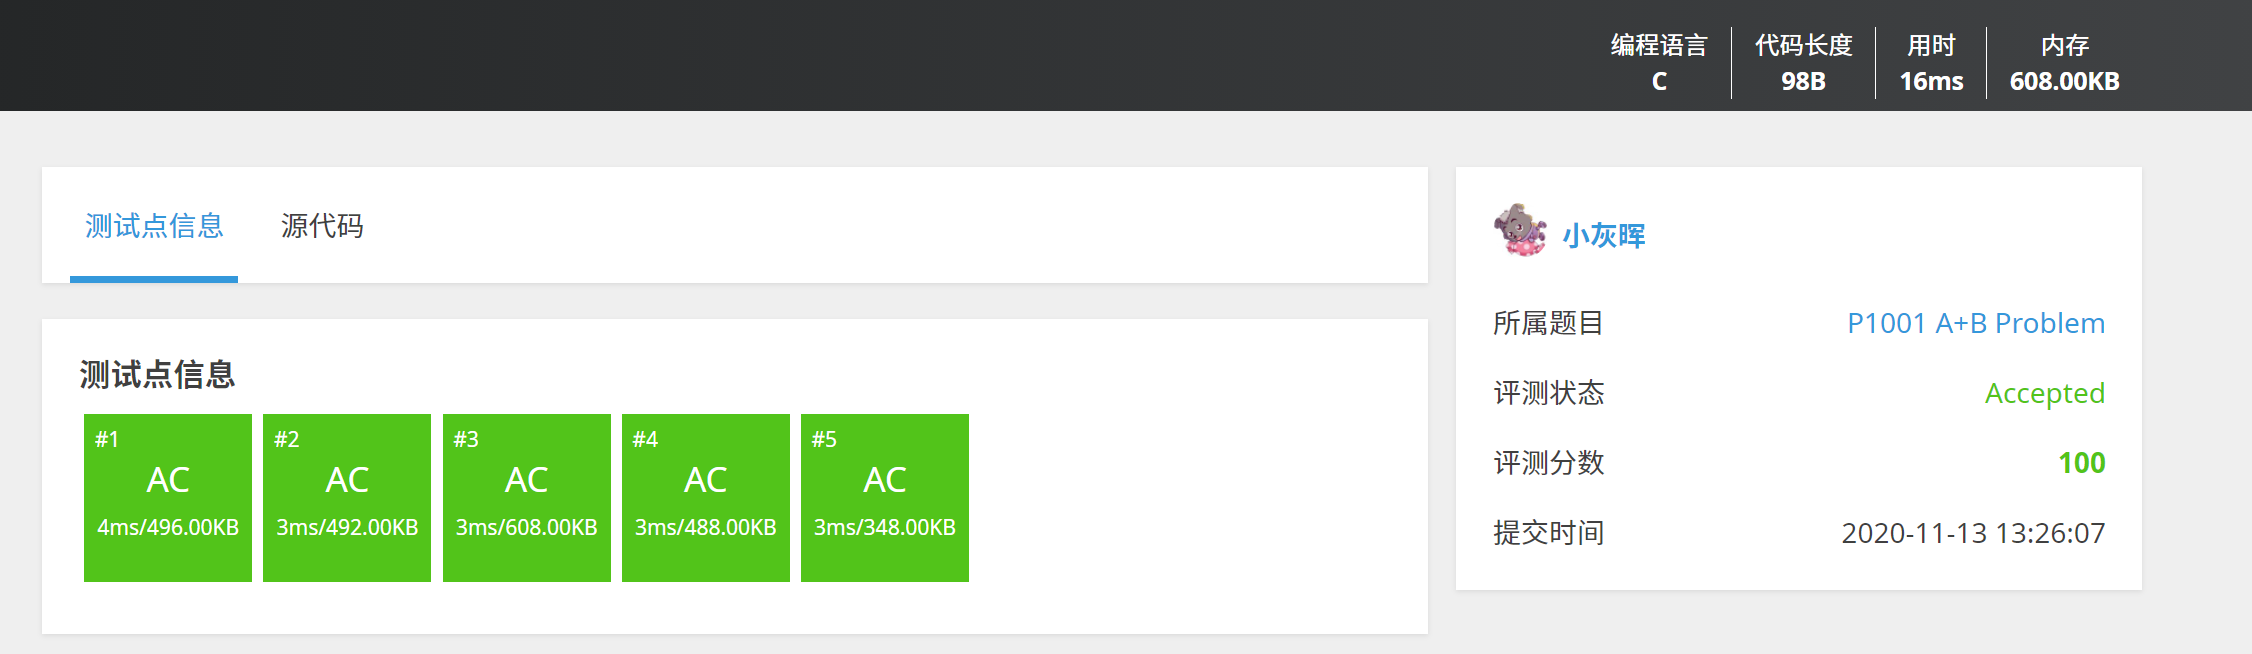 编程语言 代码长度 用时 内存
C 98B 16ms 608.00KB
测试点信息 源代码
测试点信息
#1 #2 #3 #4 #5
AC AC AC AC AC
4ms/496.00KB 3ms/492.00KB 3ms/608.00KB 3ms/488.00KB 3ms/348.00KB
小灰晖
所属题目 P1001 A+B Problem
评测状态 Accepted
评测分数 100
提交时间 2020-11-13 13:26:07